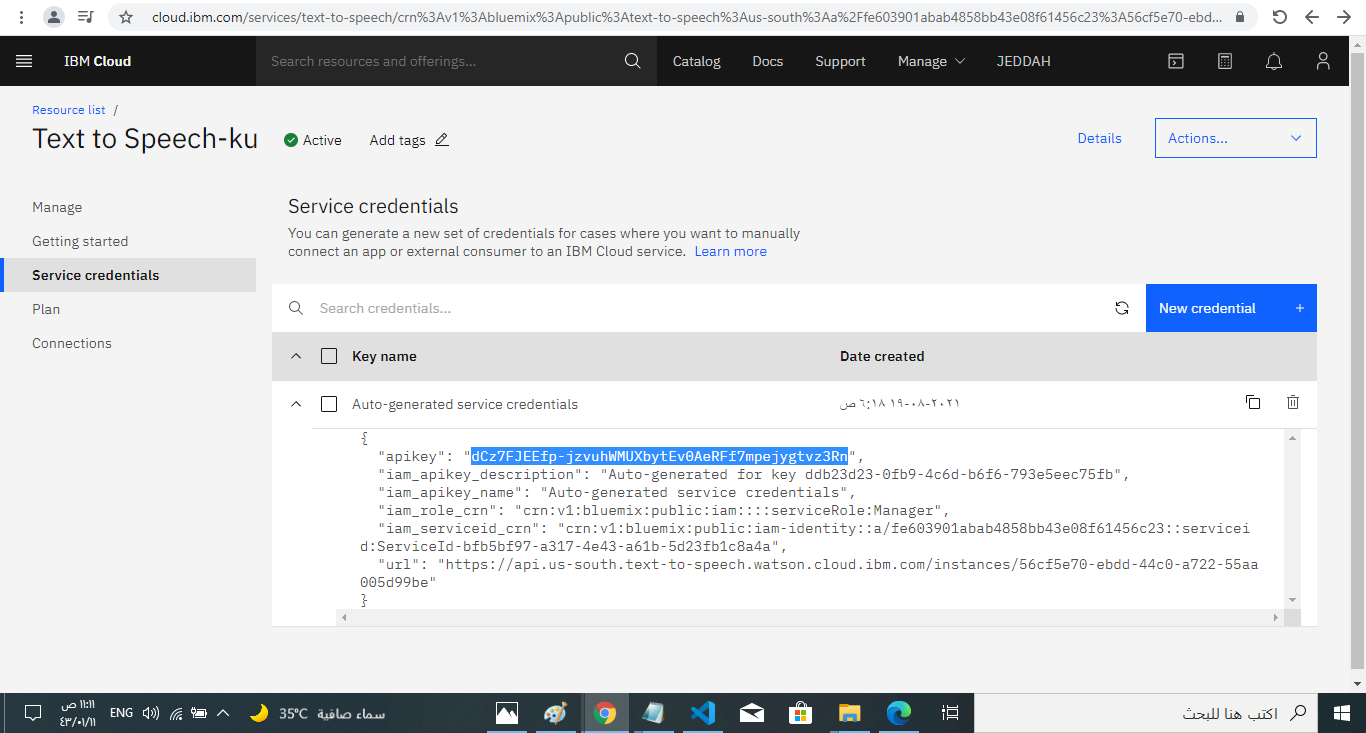 cloud.ibm.com/services/text-to-speech/crn%3Av1%3Abluemix%3Apublic%3Atext-to-speech%3Aus-south%3Aa%2Ffe603901abab4858bb43e08f61456c23%3A56cf5e70-ebd...
IBM Cloud
Search resources and offerings...
Catalog
Docs
Support
Manage
JEDDAH
Resource list /
Text to Speech-ku
Active
Add tags
Details
Actions...
Manage
Getting started
Service credentials
Plan
Connections
Service credentials
You can generate a new set of credentials for cases where you want to manually
connect an app or external consumer to an IBM Cloud service. Learn more
Search credentials...
New credential +
Key name
Date created
Auto-generated service credentials
٢٠٢١-٠٨-١٩ ٦:١٨ ص
{
"apikey": "dCz7FJEEfp-jzvuhWMUXbytEv0AeRFf7mpejygtvz3Rn",
"iam_apikey_description": "Auto-generated for key ddb23d23-0fb9-4c6d-b6f6-793e5eec75fb",
"iam_apikey_name": "Auto-generated service credentials",
"iam_role_crn": "crn:v1:bluemix:public:iam::::serviceRole:Manager",
"iam_serviceid_crn": "crn:v1:bluemix:public:iam-identity::a/fe603901abab4858bb43e08f61456c23::servicei
d:ServiceId-bfb5bf97-a317-4e43-a61b-5d23fb1c8a4a",
"url": "https://api.us-south.text-to-speech.watson.cloud.ibm.com/instances/56cf5e70-ebdd-44c0-a722-55aa
005d99be"
}
١١:١١ ص
٤٣/٠١/١١
ENG
35°C سماء صافية
اكتب هنا للبحث